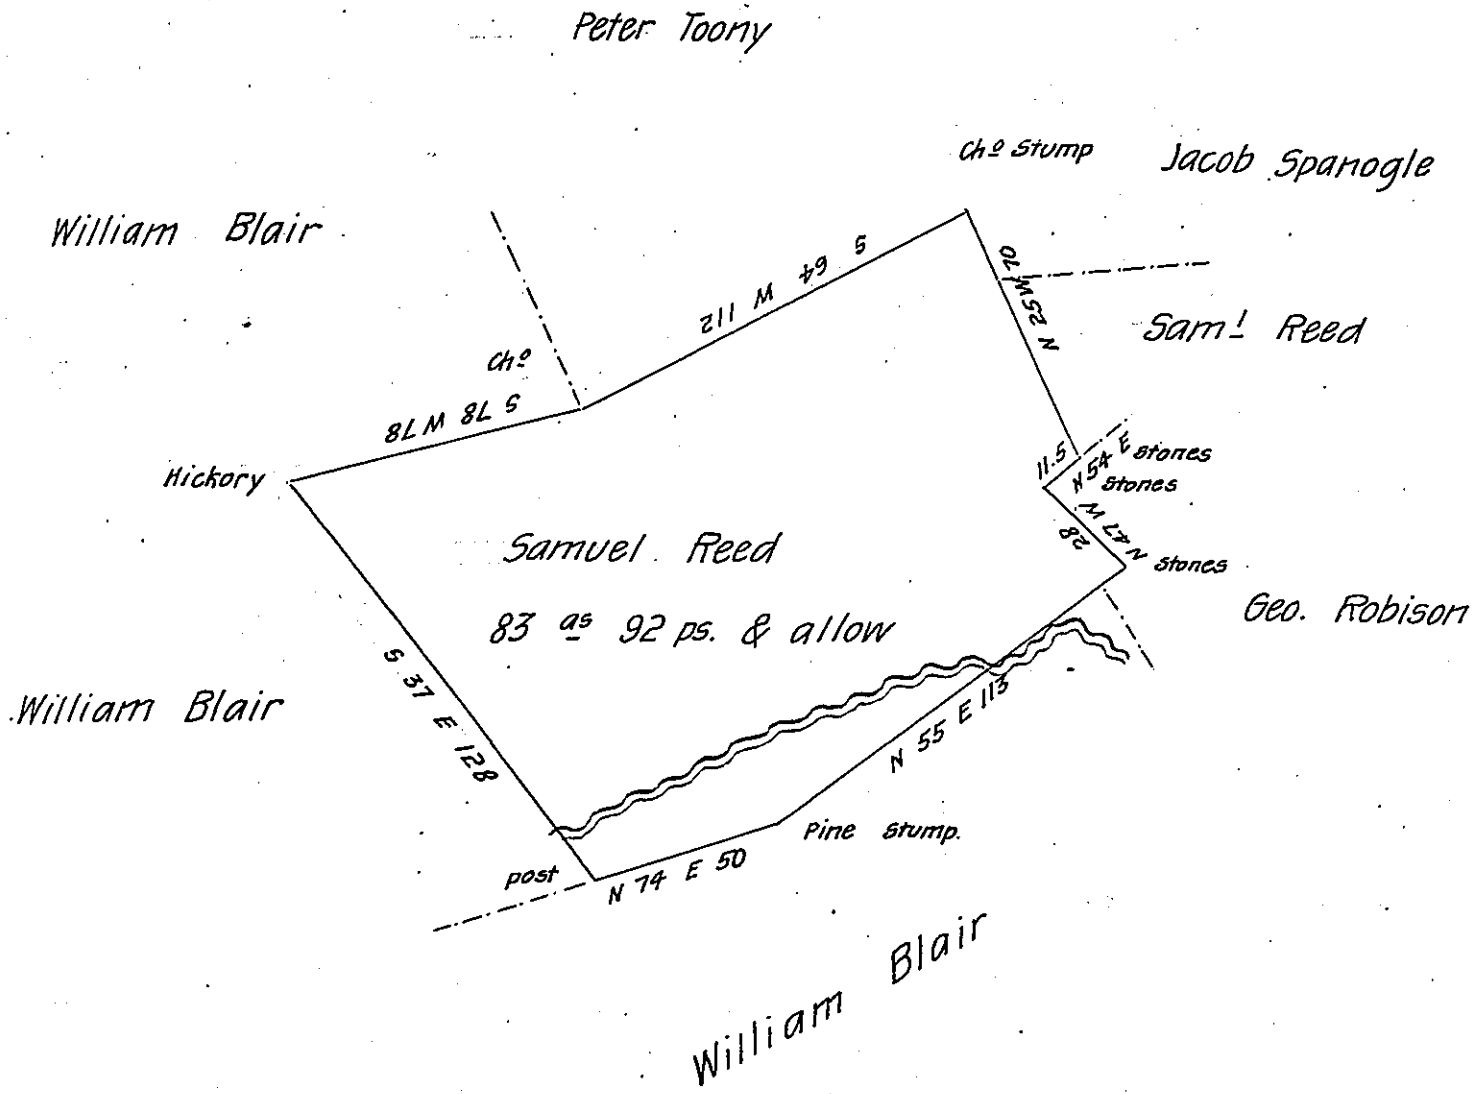 Peter Toony
Cho Stump
Jacob Spanogle
William Blair
S 64 W 112
N 25 W 70
Saml Reed
Cho
S 78 W 78
Hickory
11.5
N 54 E
Stones
Stones
N 47 W
28
Stones
Samuel Reed
83 as 92 ps. & allow
Geo. Robison
William Blair
S 37 E 128
N 55 E 113
Pine Stump.
post
N 74 E 50
William Blair